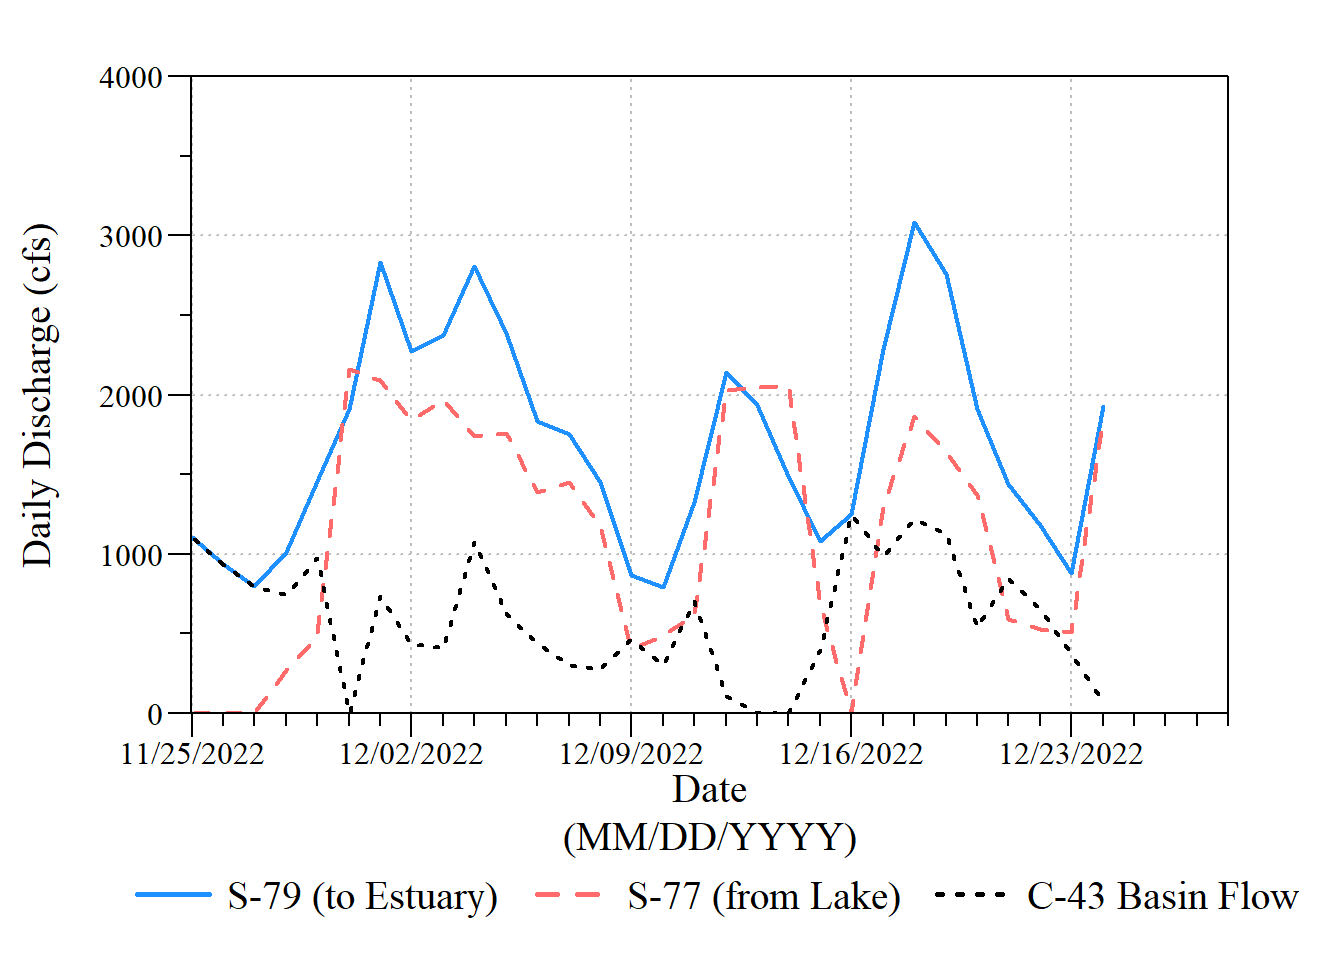 Daily Discharge (cfs)
4000
3000
2000
1000
0
11/25/2022 12/02/2022 12/09/2022 12/16/2022 12/23/2022
Date
(MM/DD/YYYY)
S-79 (to Estuary) S-77 (from Lake) C-43 Basin Flow